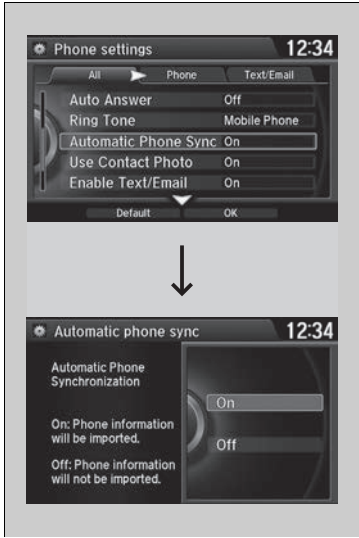 Phone settings 12:34
All Phone Text/Email
Auto Answer Off
Ring Tone Mobile Phone
Automatic Phone Sync On
Use Contact Photo On
Enable Text/Email On
Default OK
Automatic phone sync 12:34
Automatic Phone
Synchronization
On
On: Phone information
will be imported.
Off
Off: Phone information
will not be imported.